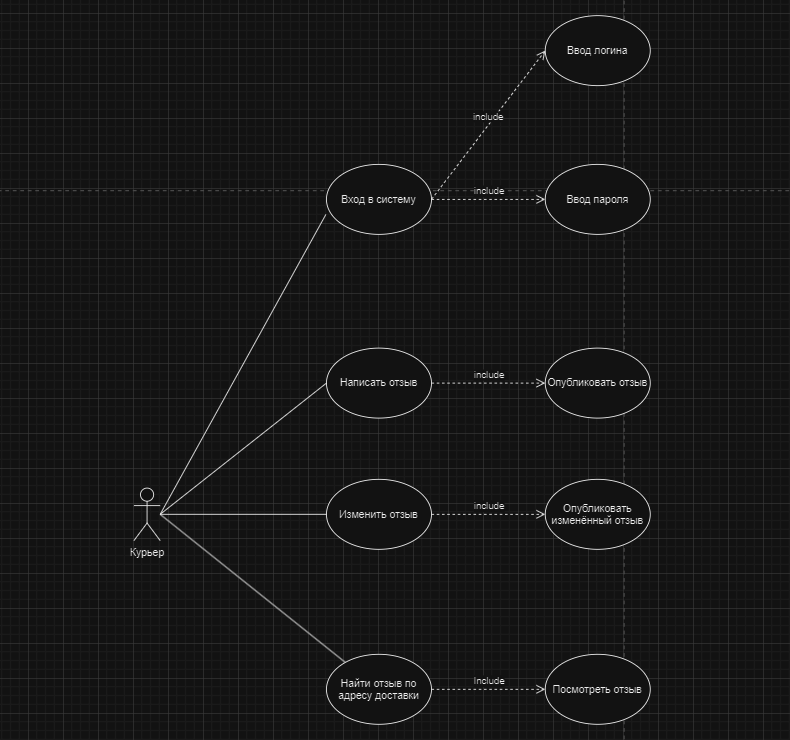 Ввод логина
include
include
Вход в систему
Ввод пароля
include
Написать отзыв
Опубликовать отзыв
include
Изменить отзыв
Опубликовать
изменённый отзыв
Курьер
Include
Найти отзыв по
адресу доставки
Посмотреть отзыв